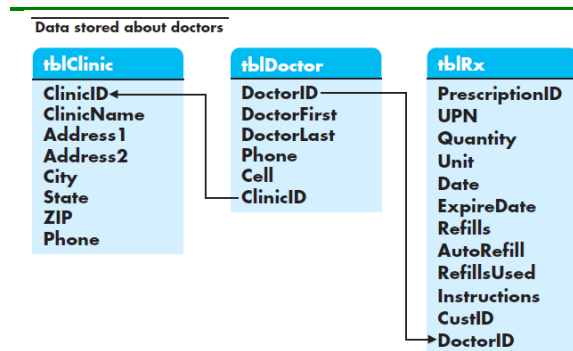 Data stored about doctors
tblClinic
ClinicID
ClinicName
Address1
Address2
City
State
ZIP
Phone
tblDoctor
DoctorID
DoctorFirst
DoctorLast
Phone
Cell
ClinicID
tblRx
PrescriptionID
UPN
Quantity
Unit
Date
ExpireDate
Refills
AutoRefill
RefillsUsed
Instructions
CustID
DoctorID